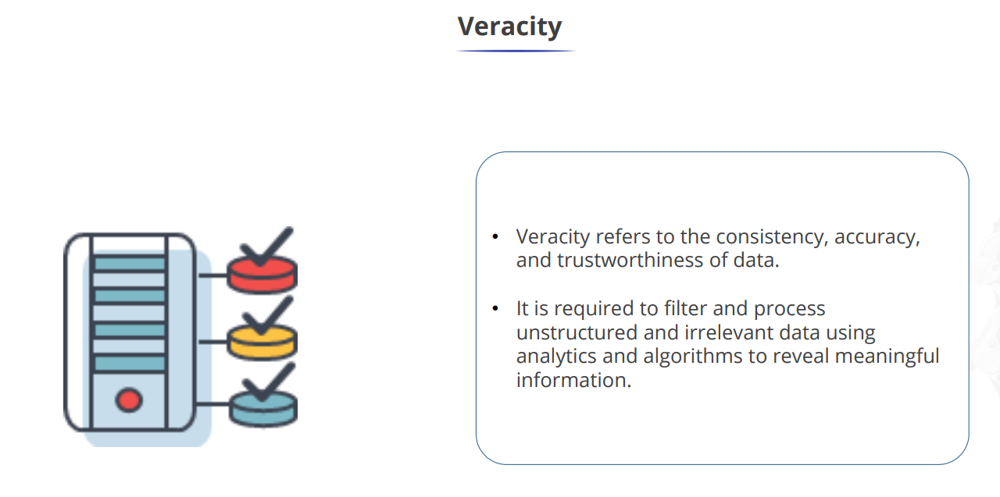 Veracity
• Veracity refers to the consistency, accuracy,
and trustworthiness of data.
• It is required to filter and process
unstructured and irrelevant data using
analytics and algorithms to reveal meaningful
information.